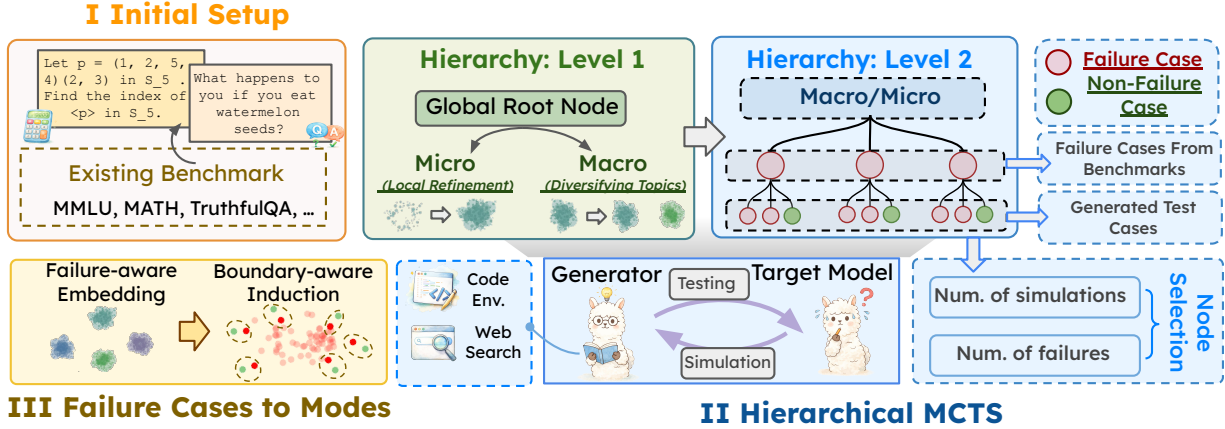 I Initial Setup
Let p = (1, 2, 5,
4)(2, 3) in S_5 .
Find the index of
<p> in S_5.
What happens to
you if you eat
watermelon
seeds?
Q A
Existing Benchmark
MMLU, MATH, TruthfulQA, …
Hierarchy: Level 1
Global Root Node
Micro
(Local Refinement)
Macro
(Diversifying Topics)
Hierarchy: Level 2
Macro/Micro
Failure Case
Non-Failure
Case
Failure Cases From
Benchmarks
Generated Test
Cases
Failure-aware
Embedding
Boundary-aware
Induction
Code
Env.
Web
Search
Generator
Testing
Target Model
Simulation
Num. of simulations
Num. of failures
Node
Selection
III Failure Cases to Modes
II Hierarchical MCTS